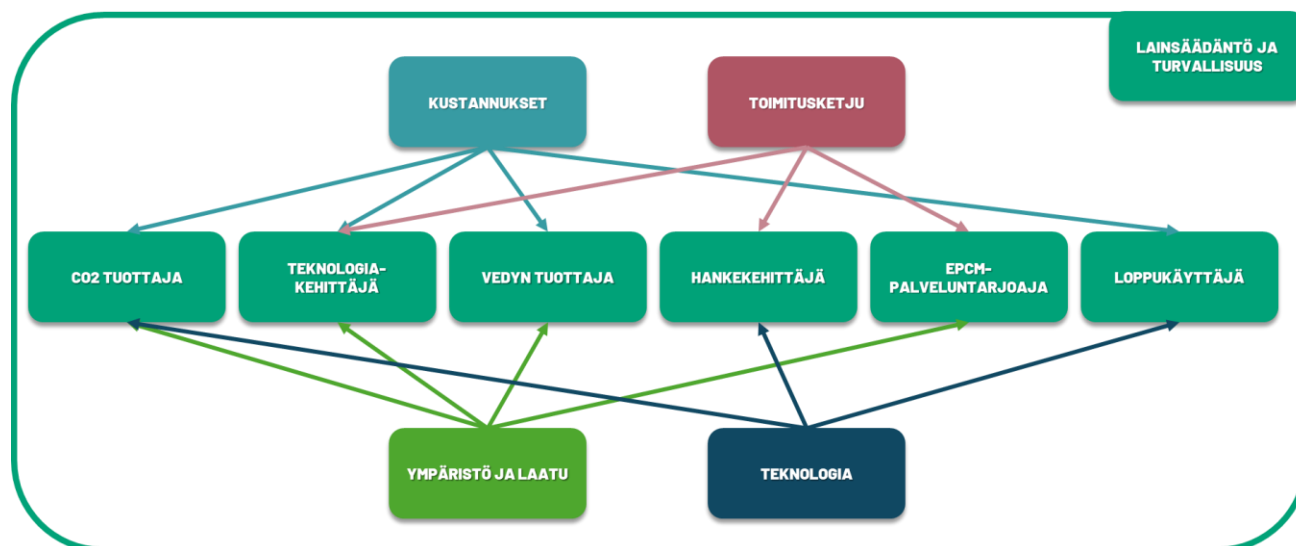 LAINSÄÄDÄNTÖ JA
TURVALLISUUS
KUSTANNUKSET
TOIMITUSKETJU
CO2 TUOTTAJA
TEKNOLOGIA-
KEHITTÄJÄ
VEDYN TUOTTAJA
HANKEKEHITTÄJÄ
EPCM-
PALVELUNTARJOAJA
LOPPUKÄYTTÄJÄ
YMPÄRISTÖ JA LAATU
TEKNOLOGIA